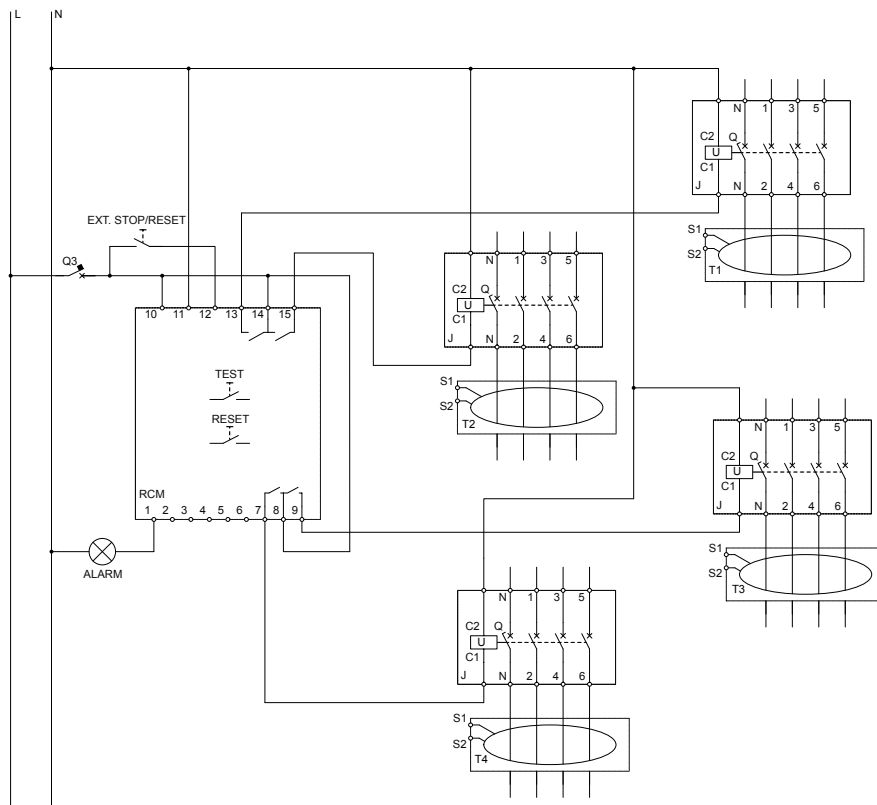 L N
N 1 3 5
C2 Q
U
C1
J N 2 4 6
S1
S2
T1
EXT. STOP/RESET
Q3
N 1 3 5
C2 Q
U
C1
J N 2 4 6
S1
S2
T2
10 11 12 13 14 15
TEST
RESET
RCM
1 2 3 4 5 6 7 8 9
ALARM
N 1 3 5
C2 Q
U
C1
J N 2 4 6
S1
S2
T3
N 1 3 5
C2 Q
U
C1
J N 2 4 6
S1
S2
T4